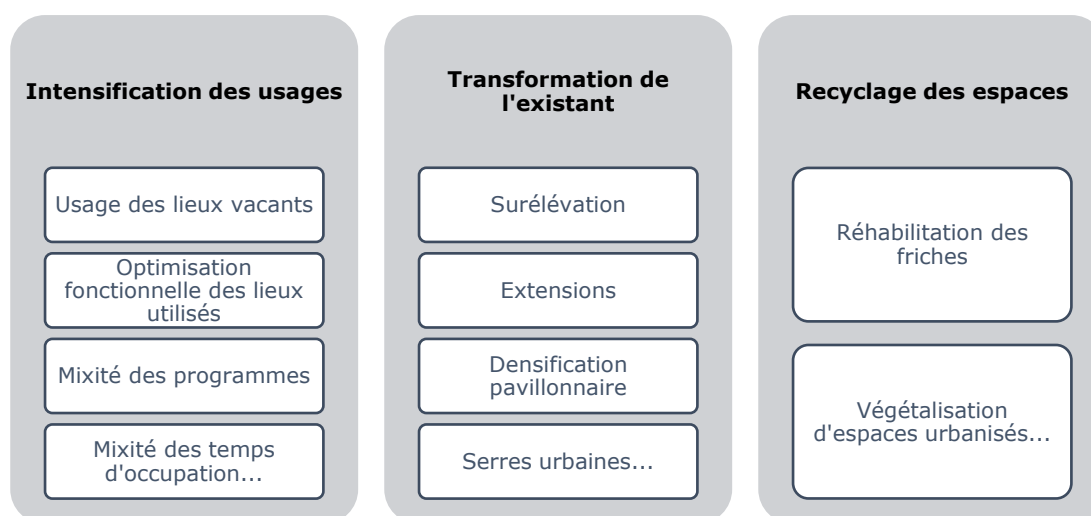 Intensification des usages
Usage des lieux vacants
Optimisation
fonctionnelle des lieux
utilisés
Mixité des programmes
Mixité des temps
d'occupation...
Transformation de
l'existant
Surélévation
Extensions
Densification
pavillonnaire
Serres urbaines...
Recyclage des espaces
Réhabilitation des
friches
Végétalisation
d'espaces urbanisés...